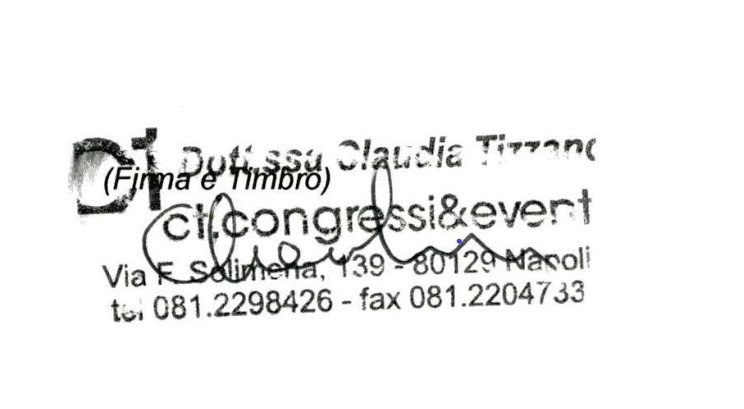 Dott.ssa Claudia Tizzano
(Firma e Timbro)
ct.congressi&event
Via F. Solimena, 139 - 80129 Napoli
tel 081.2298426 - fax 081.2204733